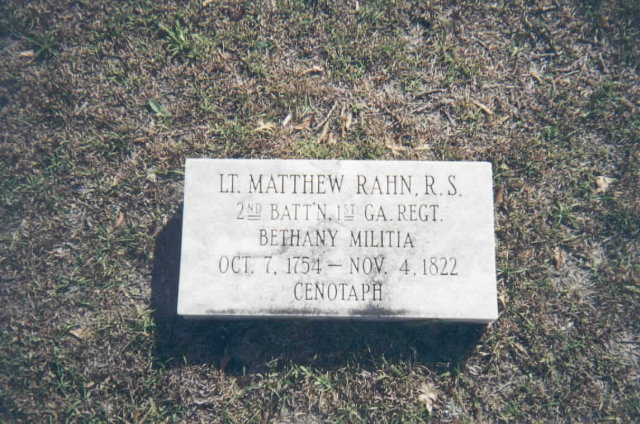 LT. MATTHEW RAHN, R.S.
2ND BATT'N. 1ST GA. REGT.
BETHANY MILITIA
OCT. 7, 1754 — NOV. 4, 1822
CENOTAPH